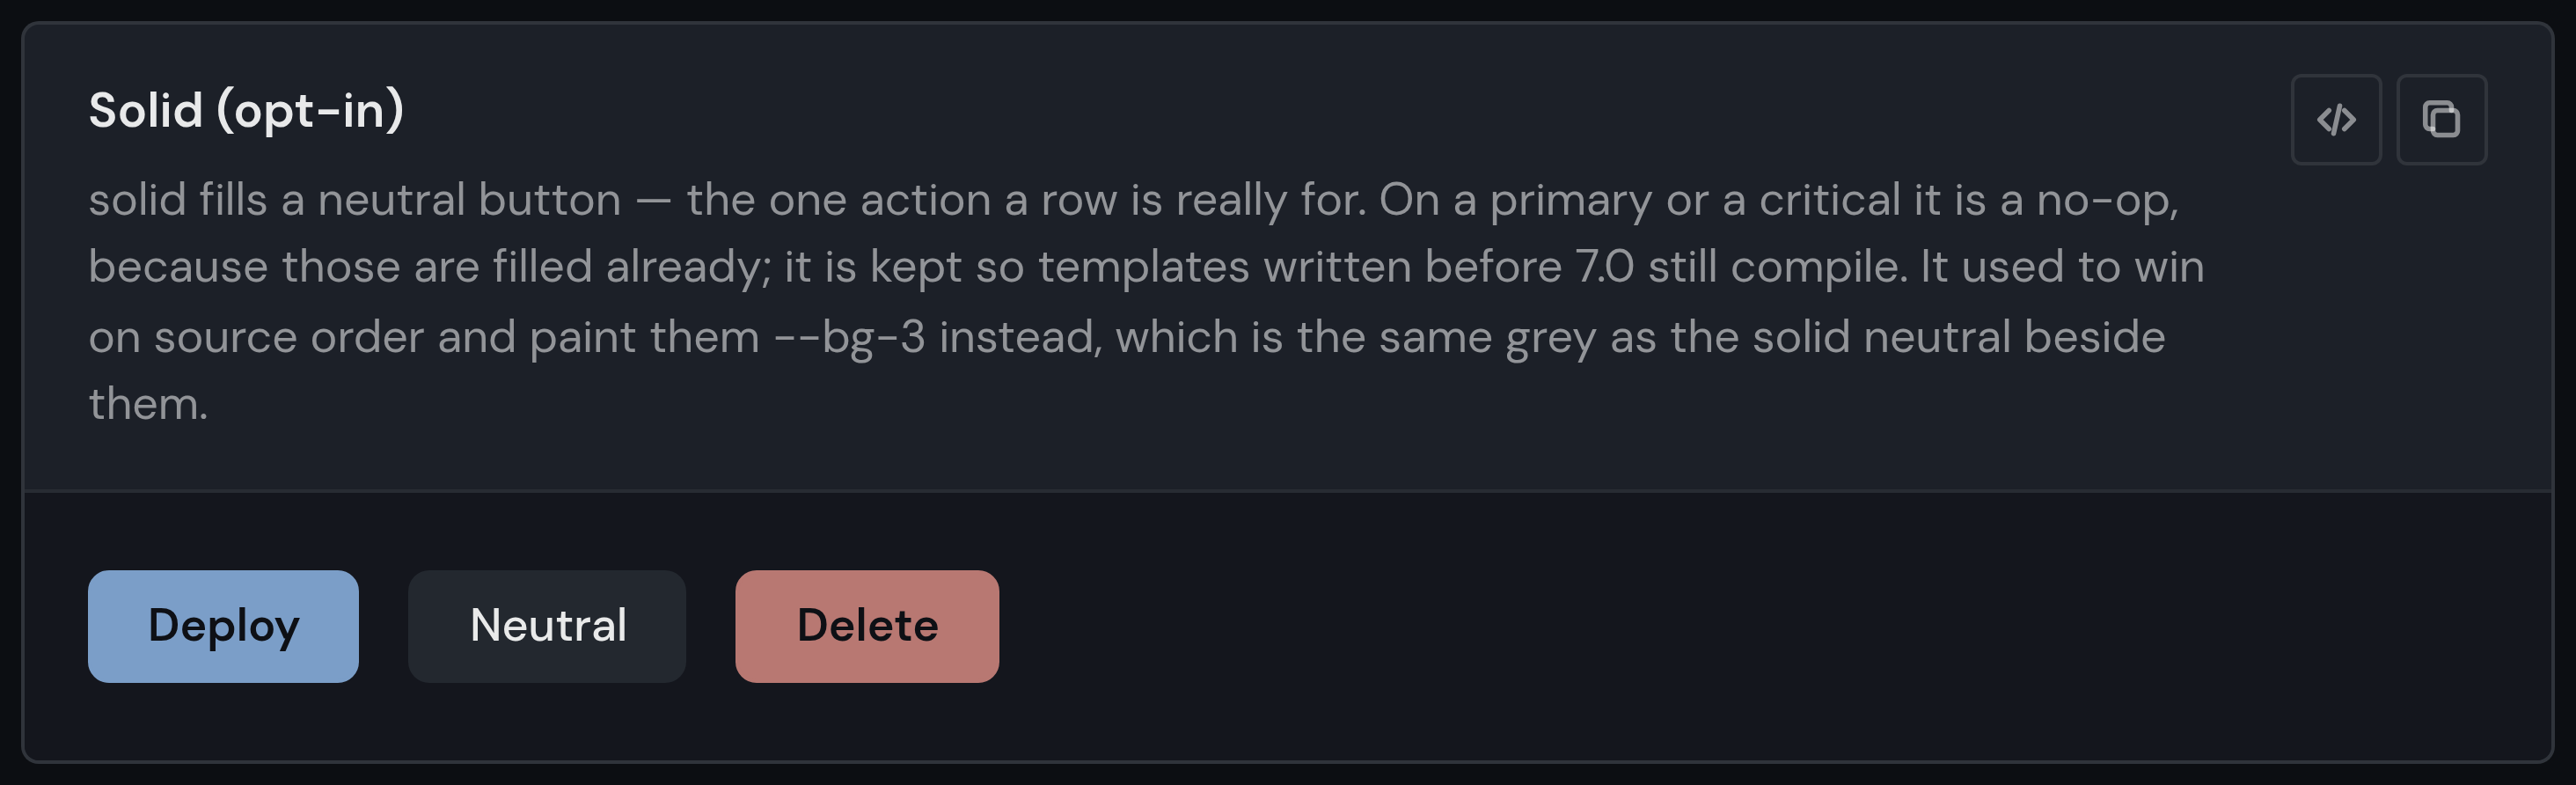 Solid (opt-in)
solid fills a neutral button — the one action a row is really for. On a primary or a critical it is a no-op,
because those are filled already; it is kept so templates written before 7.0 still compile. It used to win
on source order and paint them --bg-3 instead, which is the same grey as the solid neutral beside
them.
Deploy
Neutral
Delete